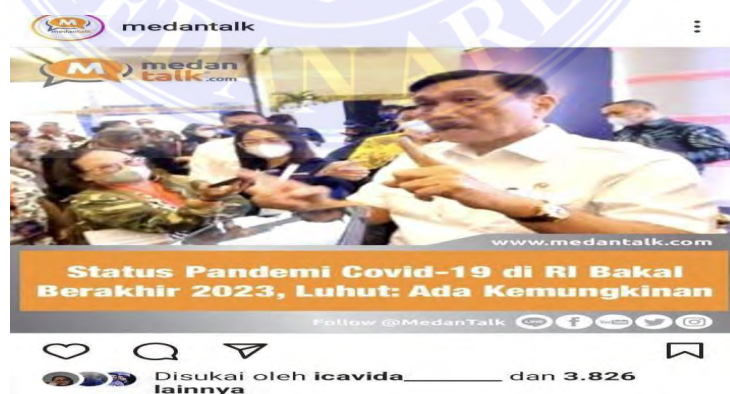 medantalk
medan
talk.com
www.medantalk.com
Status Pandemi Covid-19 di RI Bakal
Berakhir 2023, Luhut: Ada Kemungkinan
Follow @MedanTalk
Disukai oleh icavida_________ dan 3.826
lainnya